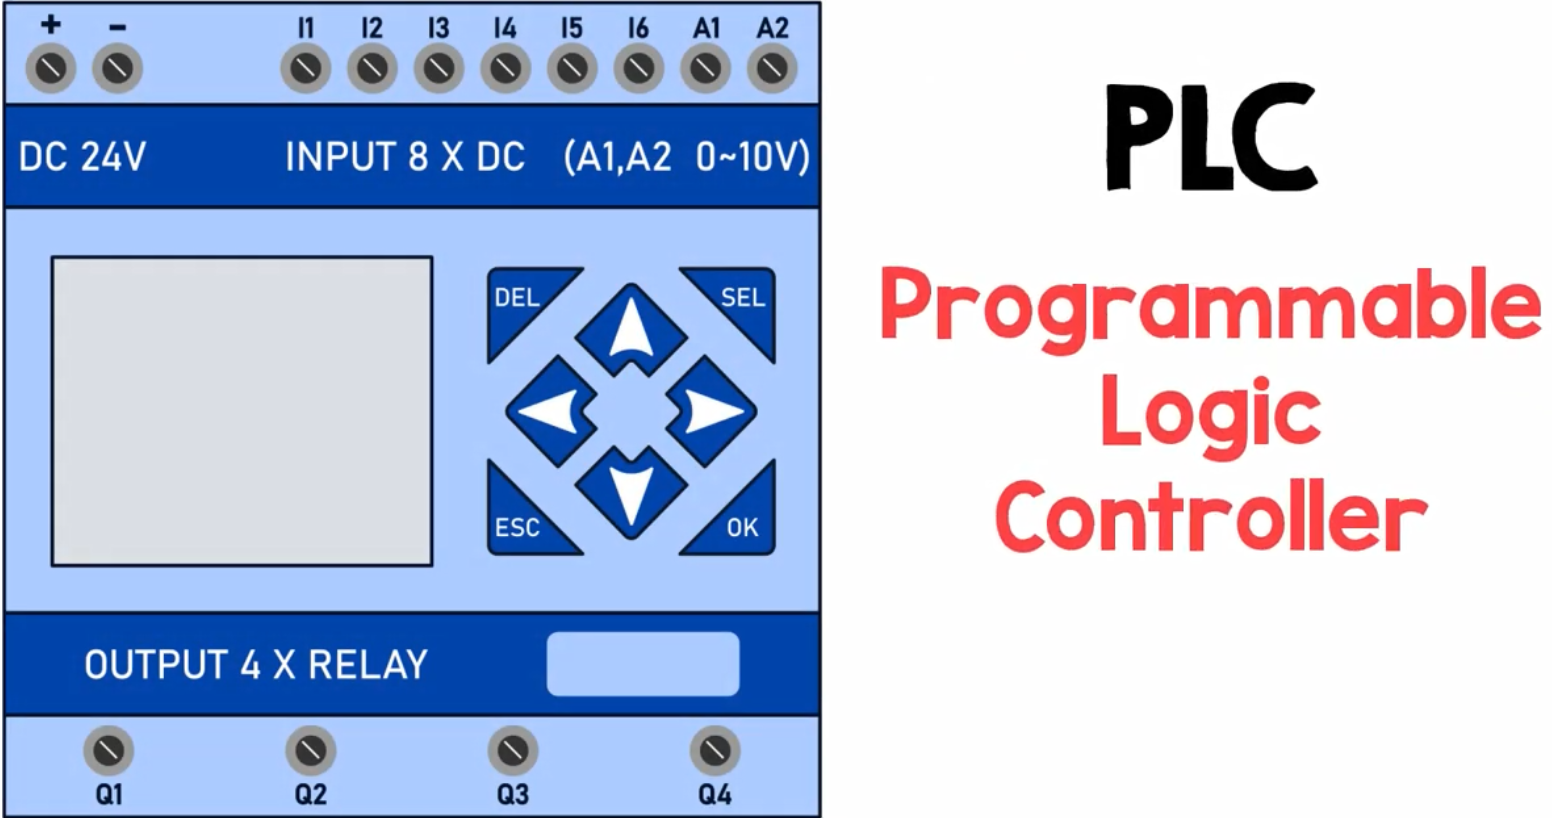 + - I1 I2 I3 I4 I5 I6 A1 A2
DC 24V INPUT 8 X DC (A1,A2 0~10V)
DEL SEL
ESC OK
OUTPUT 4 X RELAY
Q1 Q2 Q3 Q4
PLC
Programmable
Logic
Controller